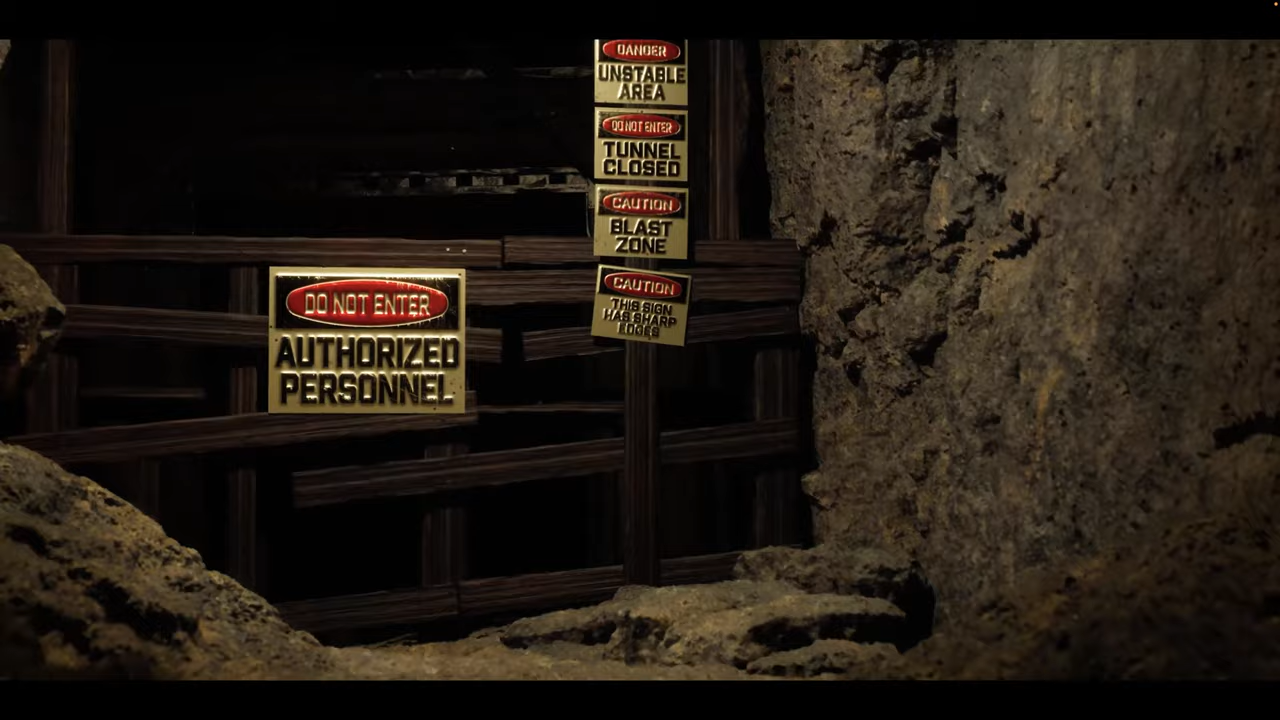 DANGER
UNSTABLE
AREA
DO NOT ENTER
TUNNEL
CLOSED
CAUTION
BLAST
ZONE
CAUTION
THIS SIGN
HAS SHARP
EDGES
DO NOT ENTER
AUTHORIZED
PERSONNEL